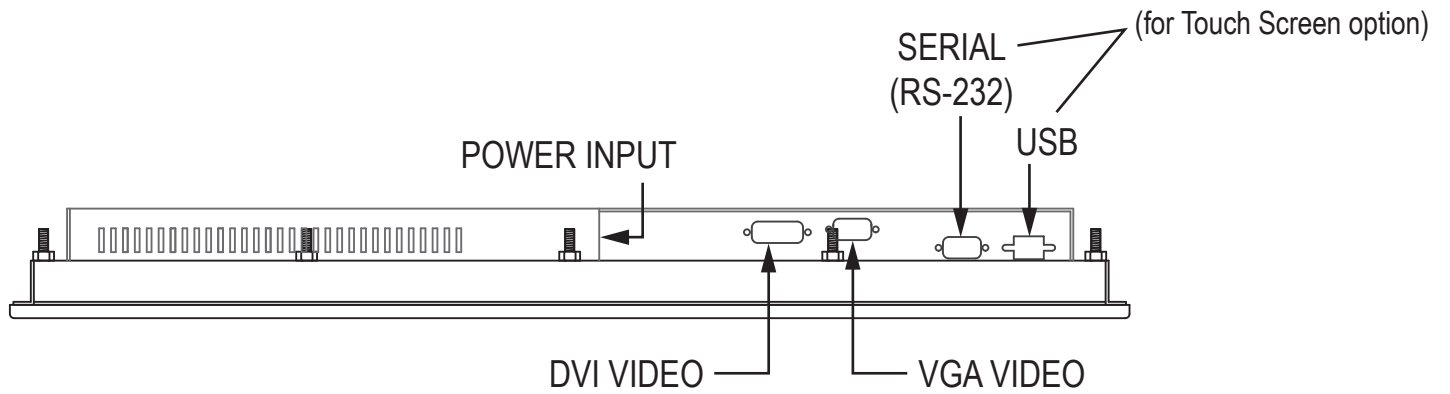 (for Touch Screen option)
SERIAL
(RS-232)
USB
POWER INPUT
DVI VIDEO
VGA VIDEO